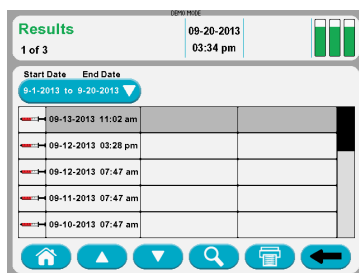 DEMO MODE
Results
1 of 3
09-20-2013
03:34 pm
Start Date End Date
9-1-2013 to 9-20-2013
09-13-2013 11:02 am
09-12-2013 03:28 pm
09-12-2013 07:47 am
09-11-2013 07:47 am
09-10-2013 07:47 am